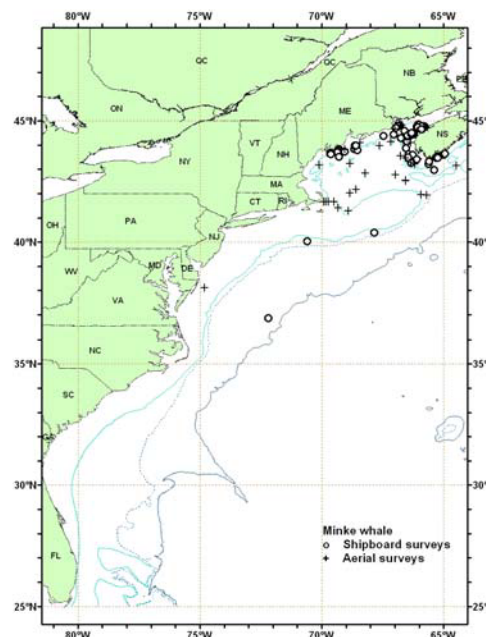 80°W 75°W 70°W 65°W
QC QC
NB
PE
ON
ME
45°N 45°N
NS
VT
NH
NY
MA
CT RI
PA
OH
NJ
40°N 40°N
MD DE
WV
VA
NC
35°N 35°N
SC
GA
30°N 30°N
Minke whale
Shipboard surveys
FL
Aerial surveys
25°N 25°N
80°W 75°W 70°W 65°W